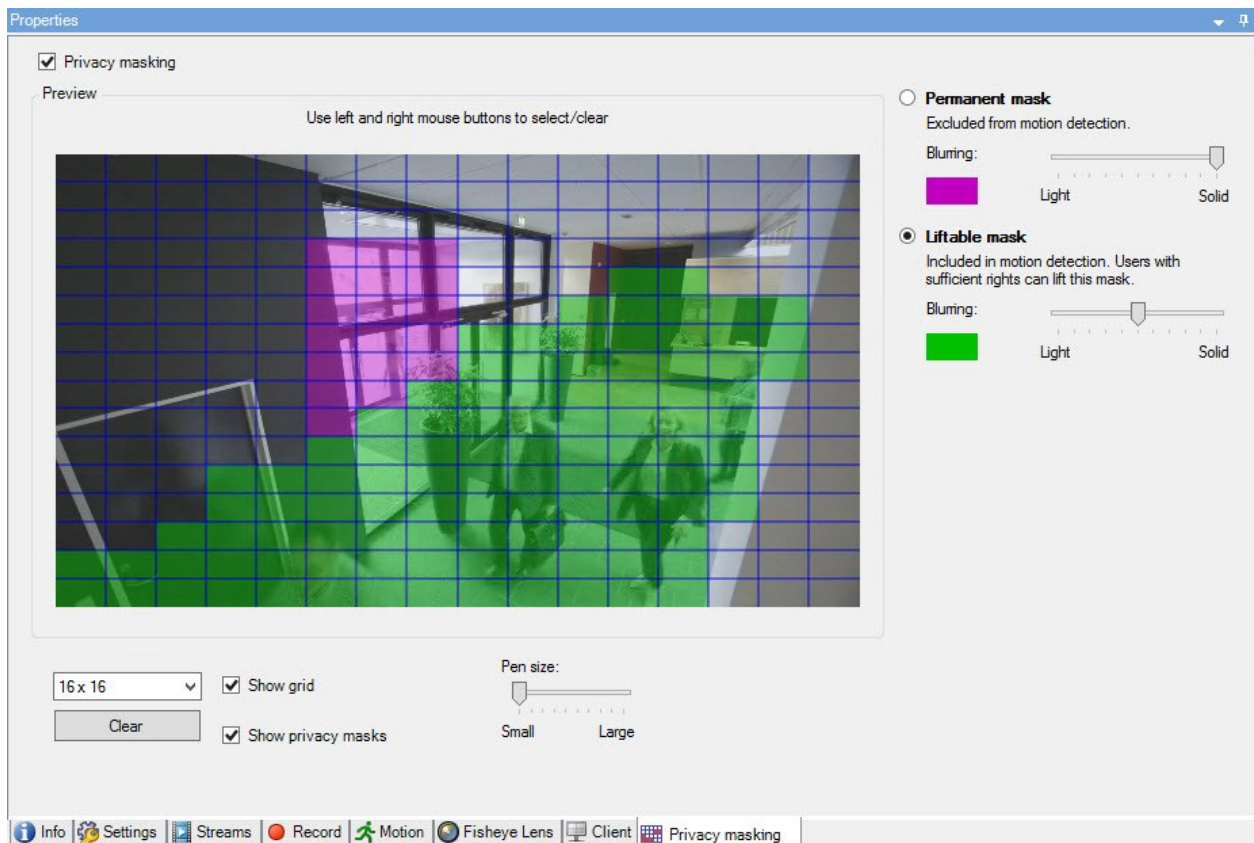 Properties
Privacy masking
Preview
Use left and right mouse buttons to select/clear
Permanent mask
Excluded from motion detection.
Blurring:
Light Solid
Liftable mask
Included in motion detection. Users with
sufficient rights can lift this mask.
Blurring:
Light Solid
16 x 16
Show grid
Clear
Show privacy masks
Pen size:
Small Large
Info Settings Streams Record Motion Fisheye Lens Client Privacy masking